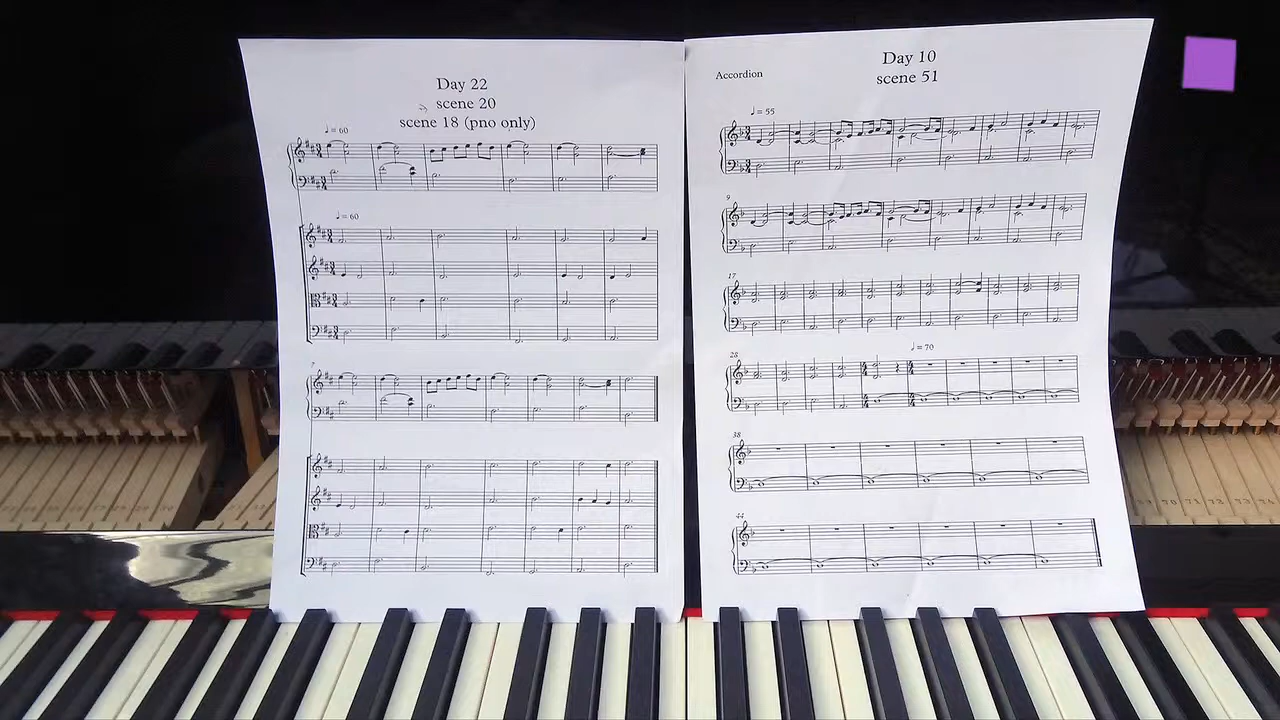 Day 22
scene 20
scene 18 (pno only)
♩= 60
♩= 60
7
Accordion
Day 10
scene 51
♩= 55
9
17
28
♩= 70
38
44